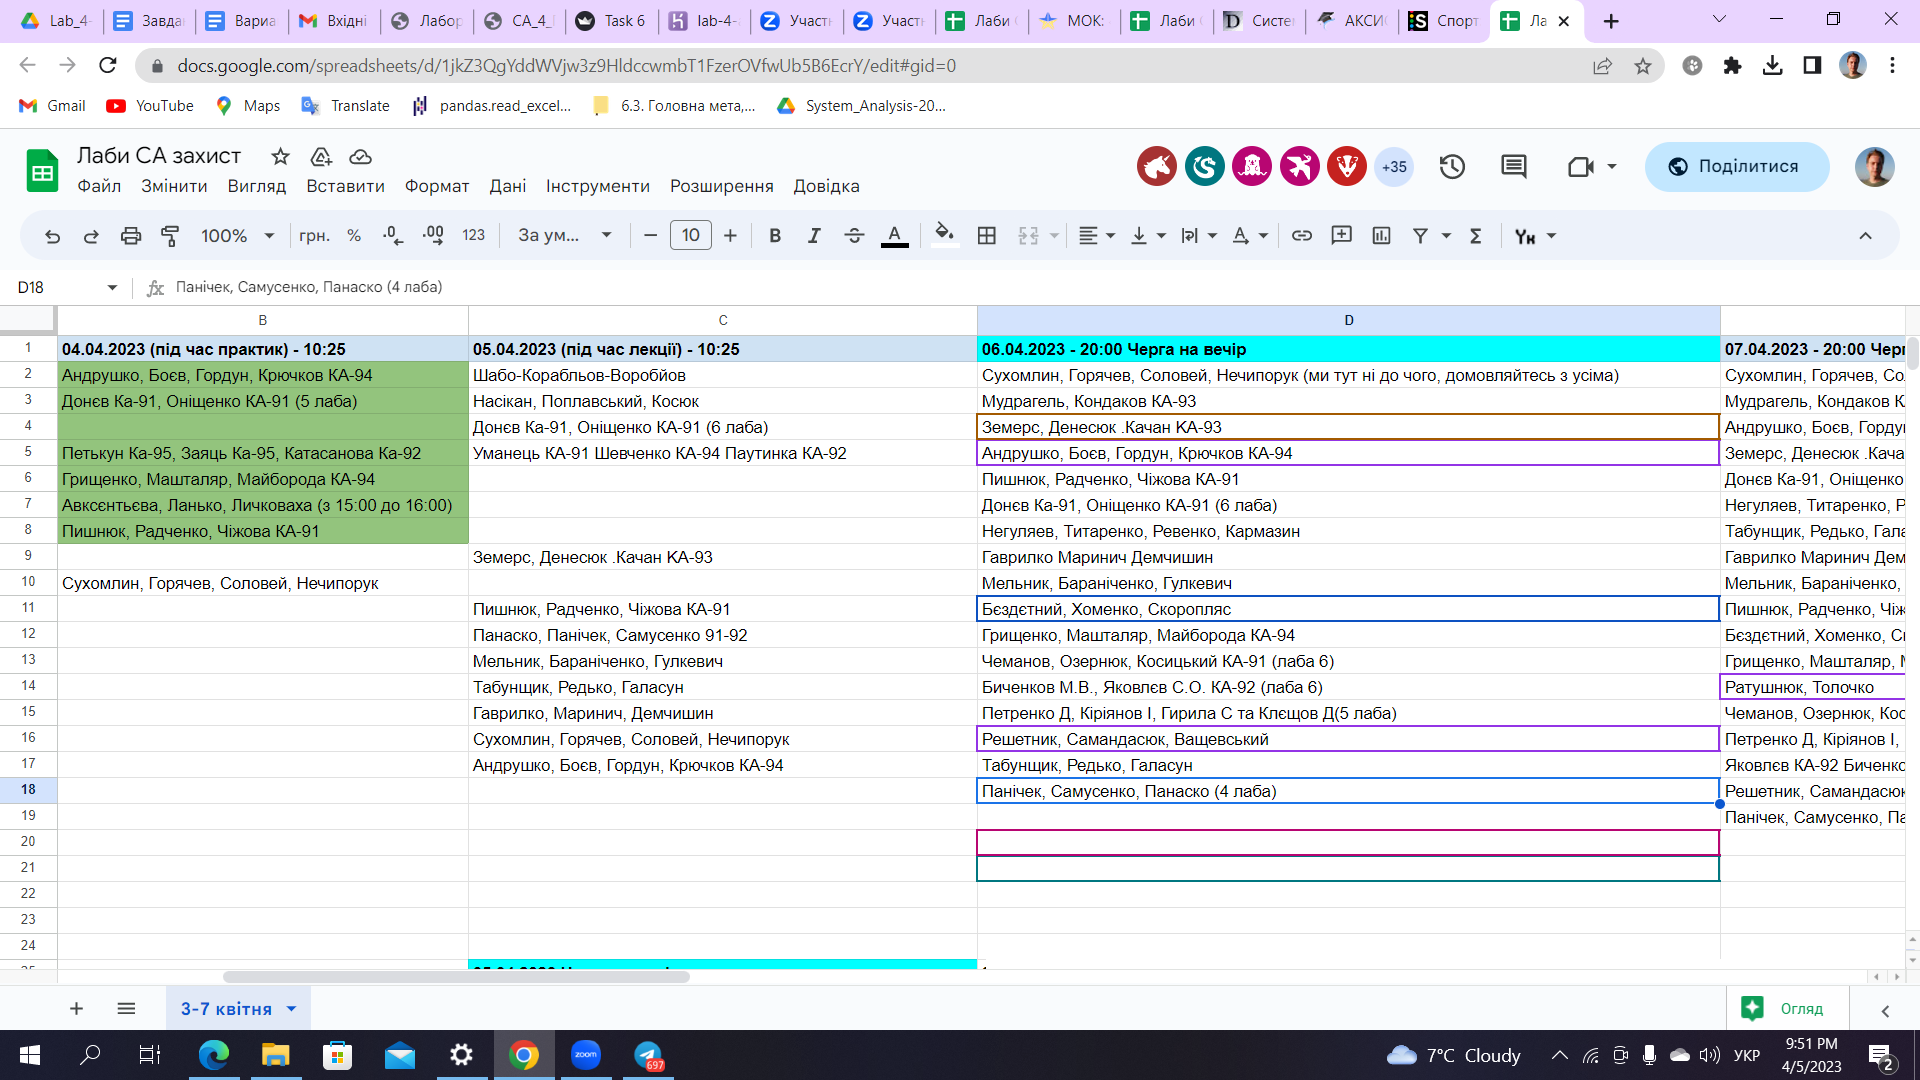 Lab_4-
Завда
Вариа
Вхідні
Лабор
CA_4_
Task 6
lab-4-
Участ
Участ
Лаби
МОК:
Лаби
Систе
АКСИ
Спорт
Ла
docs.google.com/spreadsheets/d/1jkZ3QgYddWVjw3z9HldccwmbT1FzerOVfwUb5B6EcrY/edit#gid=0
Gmail YouTube Maps Translate pandas.read_excel... 6.3. Головна мета,... System_Analysis-20...
Лаби СА захист
+35
Поділитися
Файл Змінити Вигляд Вставити Формат Дані Інструменти Розширення Довідка
100% грн. % .0 .00 123 За ум... 10 B I A
D18 fx Панічек, Самусенко, Панаско (4 лаба)
B C D
1 04.04.2023 (під час практик) - 10:25 05.04.2023 (під час лекції) - 10:25 06.04.2023 - 20:00 Черга на вечір 07.04.2023 - 20:00 Черг
2 Андрушко, Боєв, Гордун, Крючков КА-94 Шабо-Корабльов-Воробйов Сухомлин, Горячев, Соловей, Нечипорук (ми тут ні до чого, домовляйтесь з усіма) Сухомлин, Горячев, Со
3 Донєв Ка-91, Оніщенко КА-91 (5 лаба) Насікан, Поплавський, Косюк Мудрагель, Кондаков КА-93 Мудрагель, Кондаков К
4 Донєв Ка-91, Оніщенко КА-91 (6 лаба) Земерс, Денесюк .Качан КА-93 Андрушко, Боєв, Горду
5 Петькун Ка-95, Заяць Ка-95, Катасанова Ка-92 Уманець КА-91 Шевченко КА-94 Паутинка КА-92 Андрушко, Боєв, Гордун, Крючков КА-94 Земерс, Денесюк .Кача
6 Грищенко, Машталяр, Майборода КА-94 Пишнюк, Радченко, Чіжова КА-91 Донєв Ка-91, Оніщенко
7 Авксєнтьєва, Ланько, Личковаха (з 15:00 до 16:00) Донєв Ка-91, Оніщенко КА-91 (6 лаба) Негуляев, Титаренко, Р
8 Пишнюк, Радченко, Чіжова КА-91 Негуляев, Титаренко, Ревенко, Кармазин Табунщик, Редько, Гала
9 Земерс, Денесюк .Качан КА-93 Гаврилко Маринич Демчишин Гаврилко Маринич Дем
10 Сухомлин, Горячев, Соловей, Нечипорук Мельник, Бараніченко, Гулкевич Мельник, Бараніченко,
11 Пишнюк, Радченко, Чіжова КА-91 Бєздєтний, Хоменко, Скоропляс Пишнюк, Радченко, Чіж
12 Панаско, Панічек, Самусенко 91-92 Грищенко, Машталяр, Майборода КА-94 Бєздєтний, Хоменко, С
13 Мельник, Бараніченко, Гулкевич Чеманов, Озернюк, Косицький КА-91 (лаба 6) Грищенко, Машталяр,
14 Табунщик, Редько, Галасун Биченков М.В., Яковлєв С.О. КА-92 (лаба 6) Ратушнюк, Толочко
15 Гаврилко, Маринич, Демчишин Петренко Д, Кіріянов І, Гирила С та Клєщов Д(5 лаба) Чеманов, Озернюк, Кос
16 Сухомлин, Горячев, Соловей, Нечипорук Решетник, Самандасюк, Ващевський Петренко Д, Кіріянов І,
17 Андрушко, Боєв, Гордун, Крючков КА-94 Табунщик, Редько, Галасун Яковлєв КА-92 Биченко
18 Панічек, Самусенко, Панаско (4 лаба) Решетник, Самандасюк
19 Панічек, Самусенко, Па
20
21
22
23
24
3-7 квітня
Огляд
zoom
697
7°C Cloudy
УКР
9:51 PM
4/5/2023
2